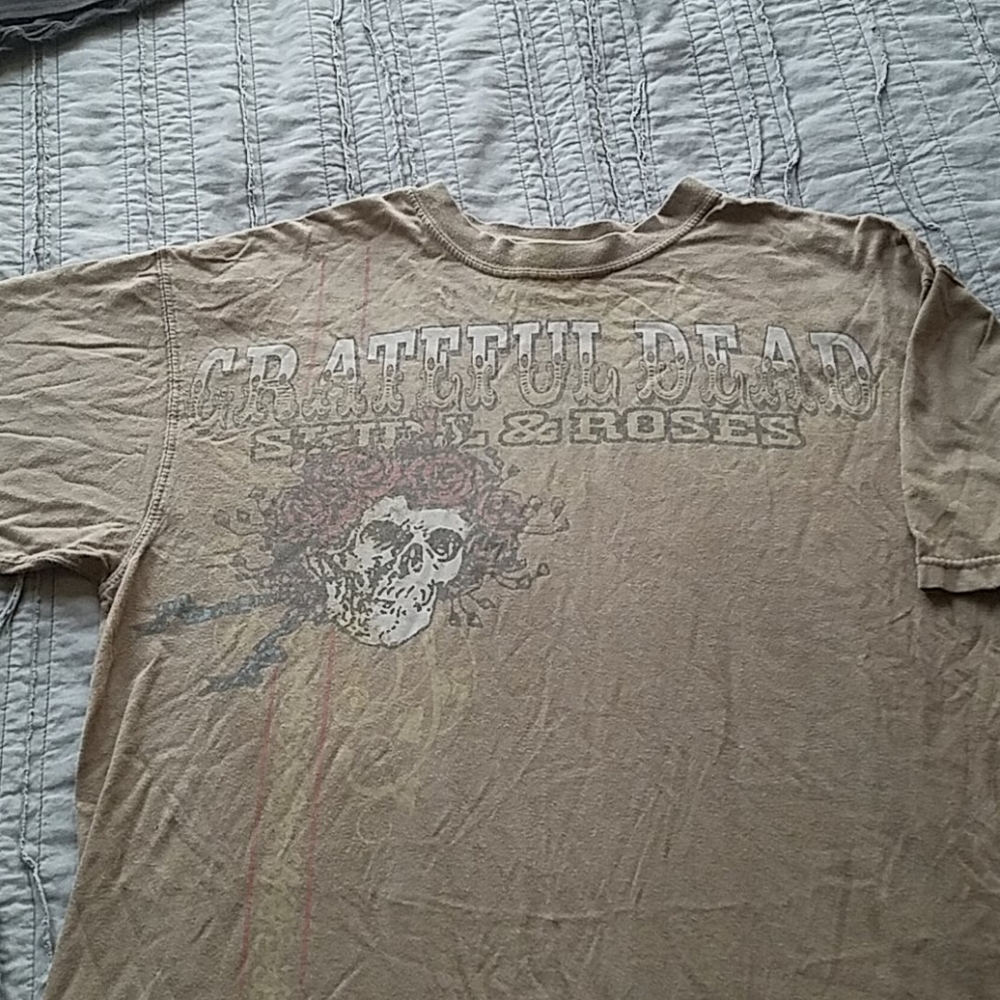 GRATEFUL DEAD
SKULL & ROSES